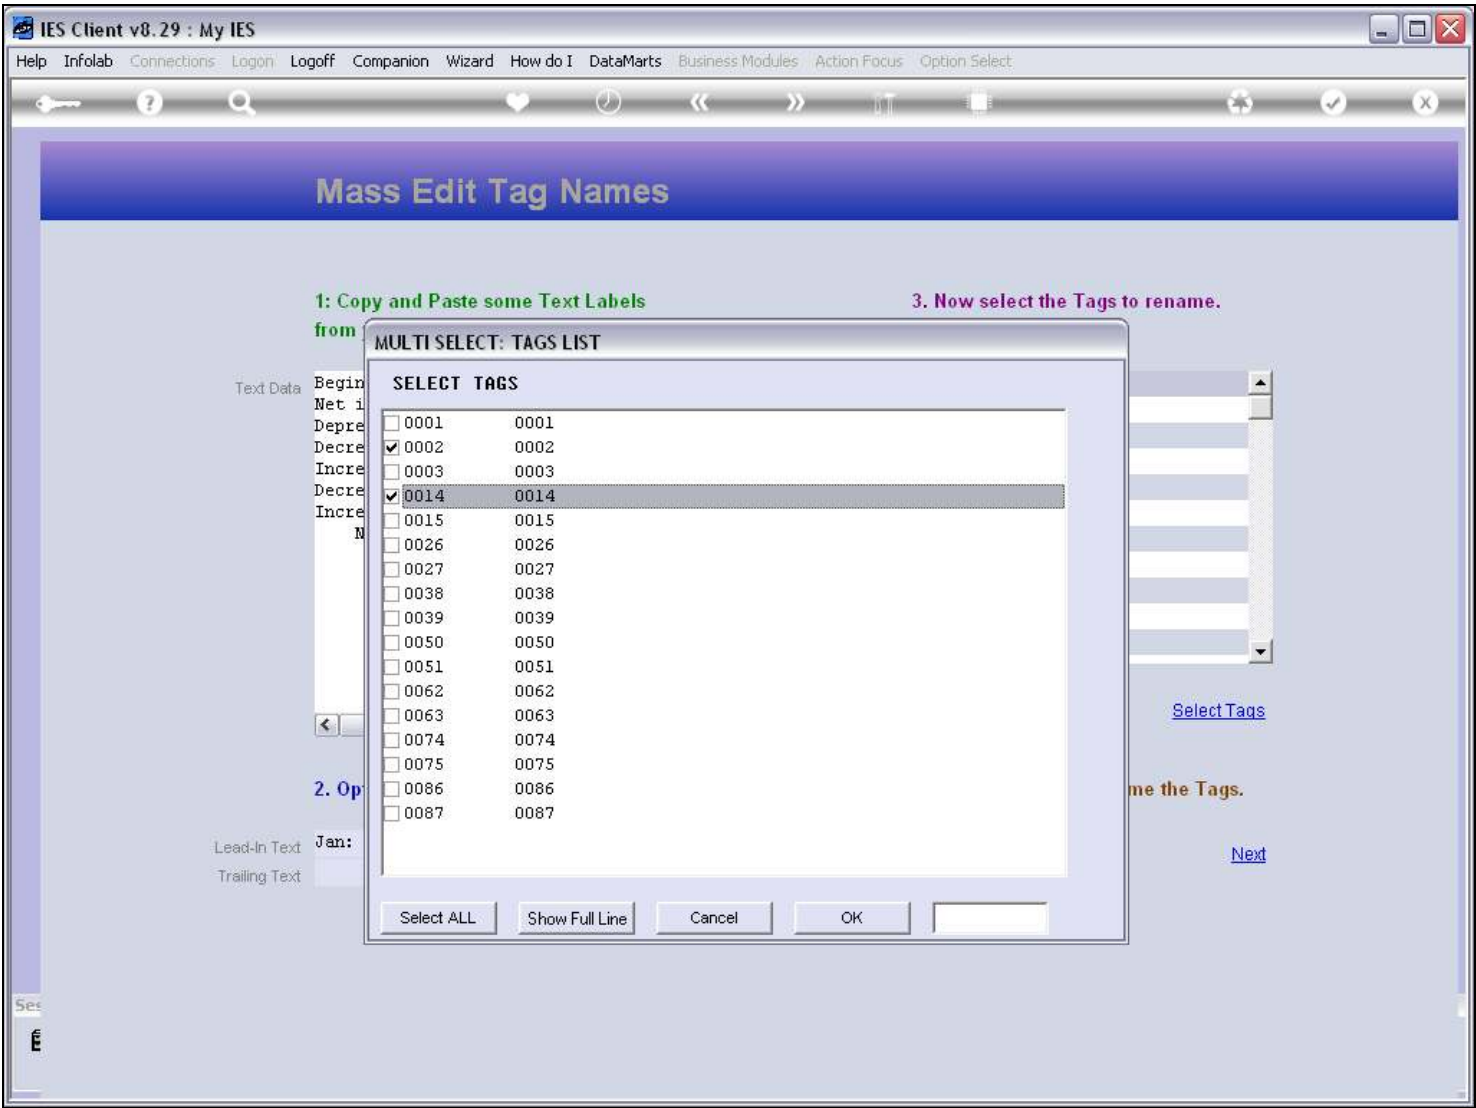 IES Client v8.29 : My IES
Help Infolab Connections Logon Logoff Companion Wizard How do I DataMarts Business Modules Action Focus Option Select
Mass Edit Tag Names
1: Copy and Paste some Text Labels
from
3. Now select the Tags to rename.
Text Data
Begin
Net i
Depre
Decre
Incre
Decre
Incre
N
MULTI SELECT: TAGS LIST
SELECT TAGS
0001 0001
0002 0002
0003 0003
0014 0014
0015 0015
0026 0026
0027 0027
0038 0038
0039 0039
0050 0050
0051 0051
0062 0062
0063 0063
0074 0074
0075 0075
0086 0086
0087 0087
Select ALL Show Full Line Cancel OK
Select Tags
2. Op
me the Tags.
Lead-In Text Jan:
Trailing Text
Next
Ses